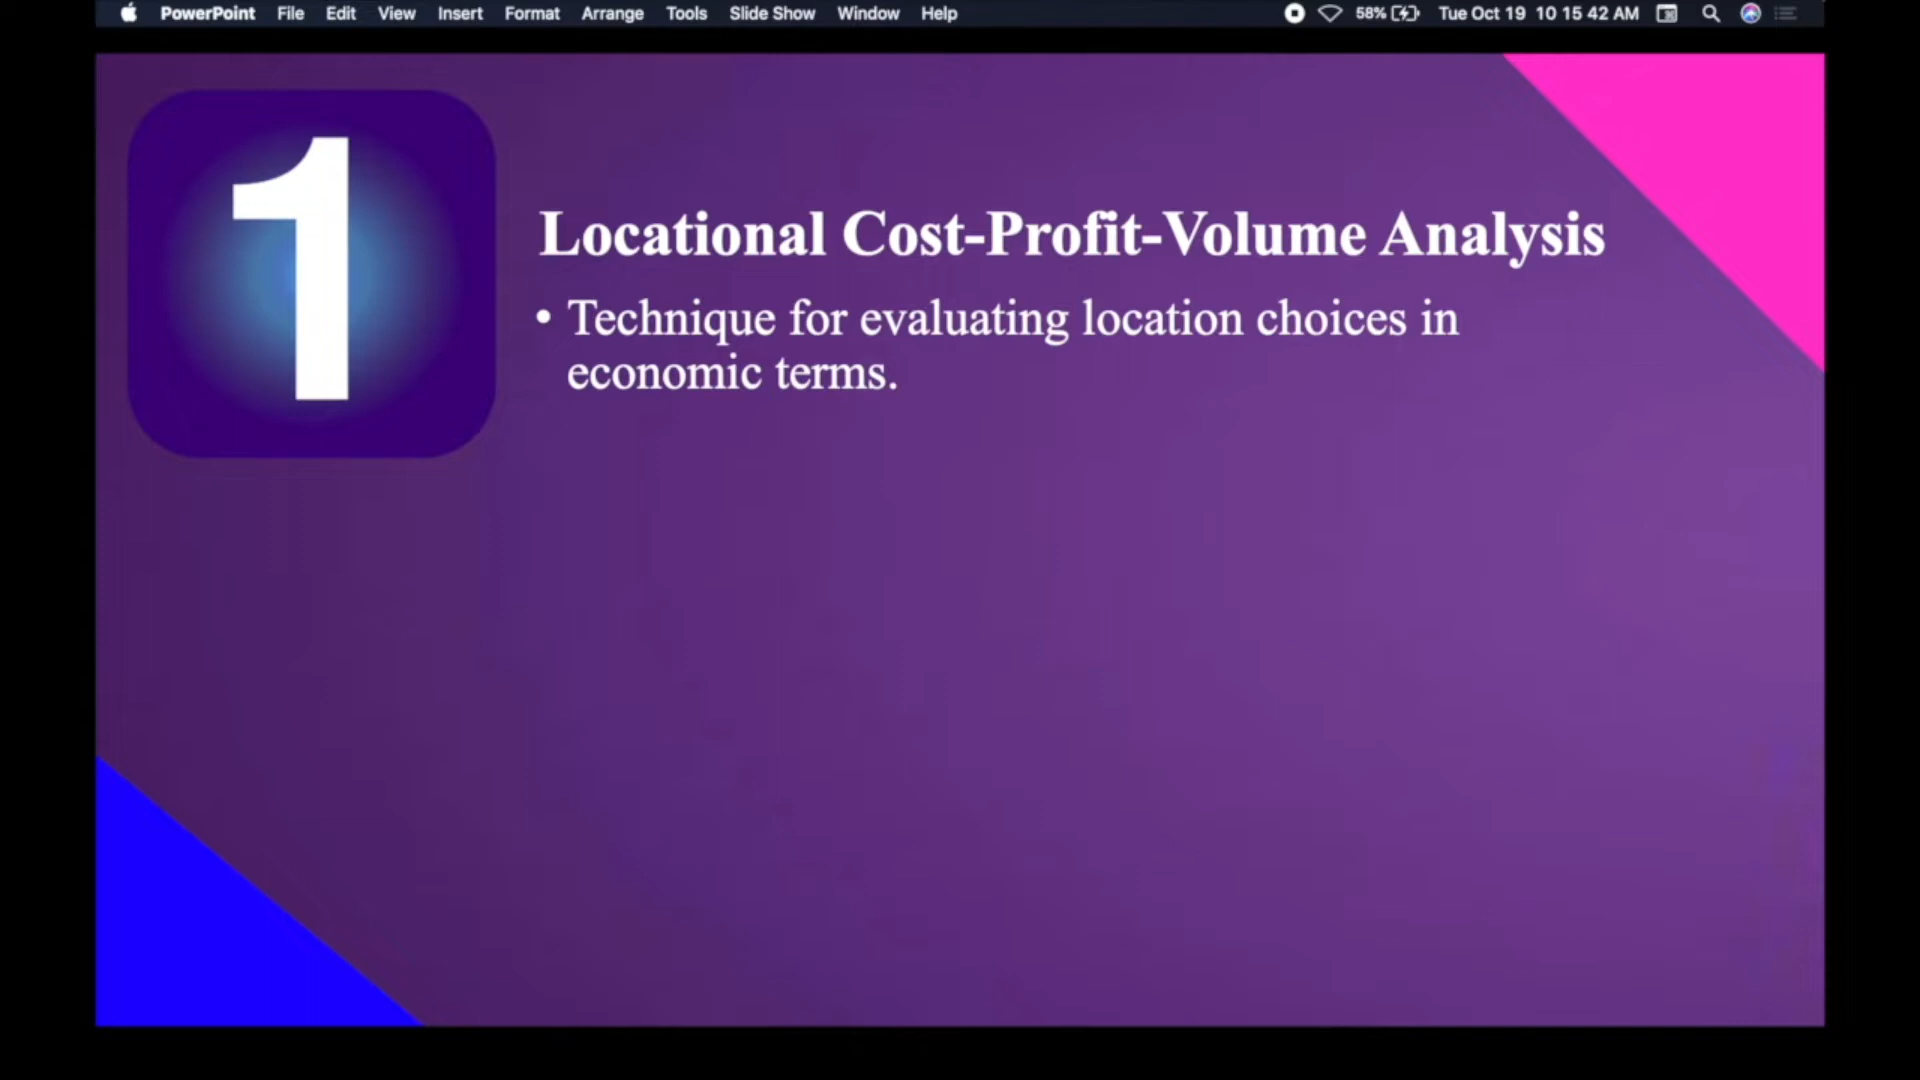 PowerPoint File Edit View Insert Format Arrange Tools Slide Show Window Help 58% Tue Oct 19 10 15 42 AM
1
Locational Cost-Profit-Volume Analysis
• Technique for evaluating location choices in
economic terms.